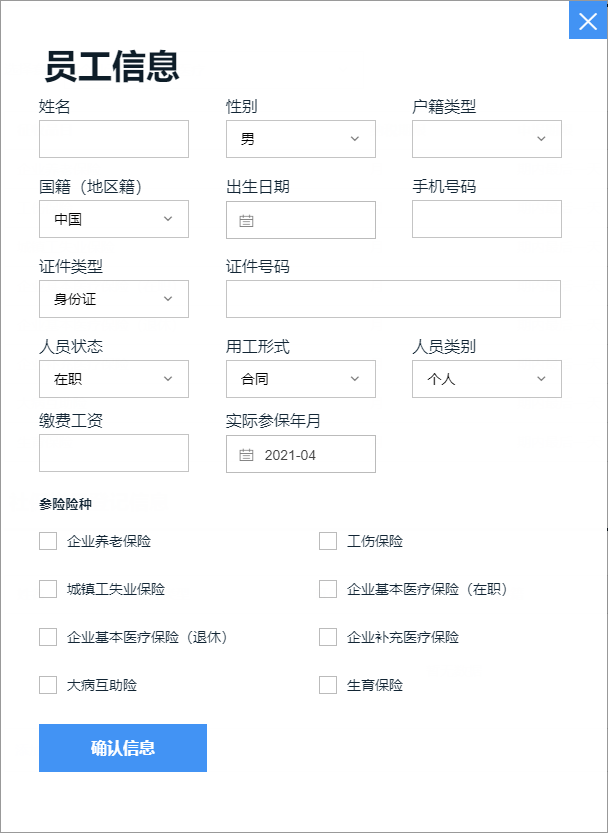 员工信息
姓名 性别 户籍类型
男
国籍（地区籍） 出生日期 手机号码
中国
证件类型 证件号码
身份证
人员状态 用工形式 人员类别
在职 合同 个人
缴费工资 实际参保年月
2021-04
参险险种
企业养老保险 工伤保险
城镇工失业保险 企业基本医疗保险（在职）
企业基本医疗保险（退休） 企业补充医疗保险
大病互助险 生育保险
确认信息